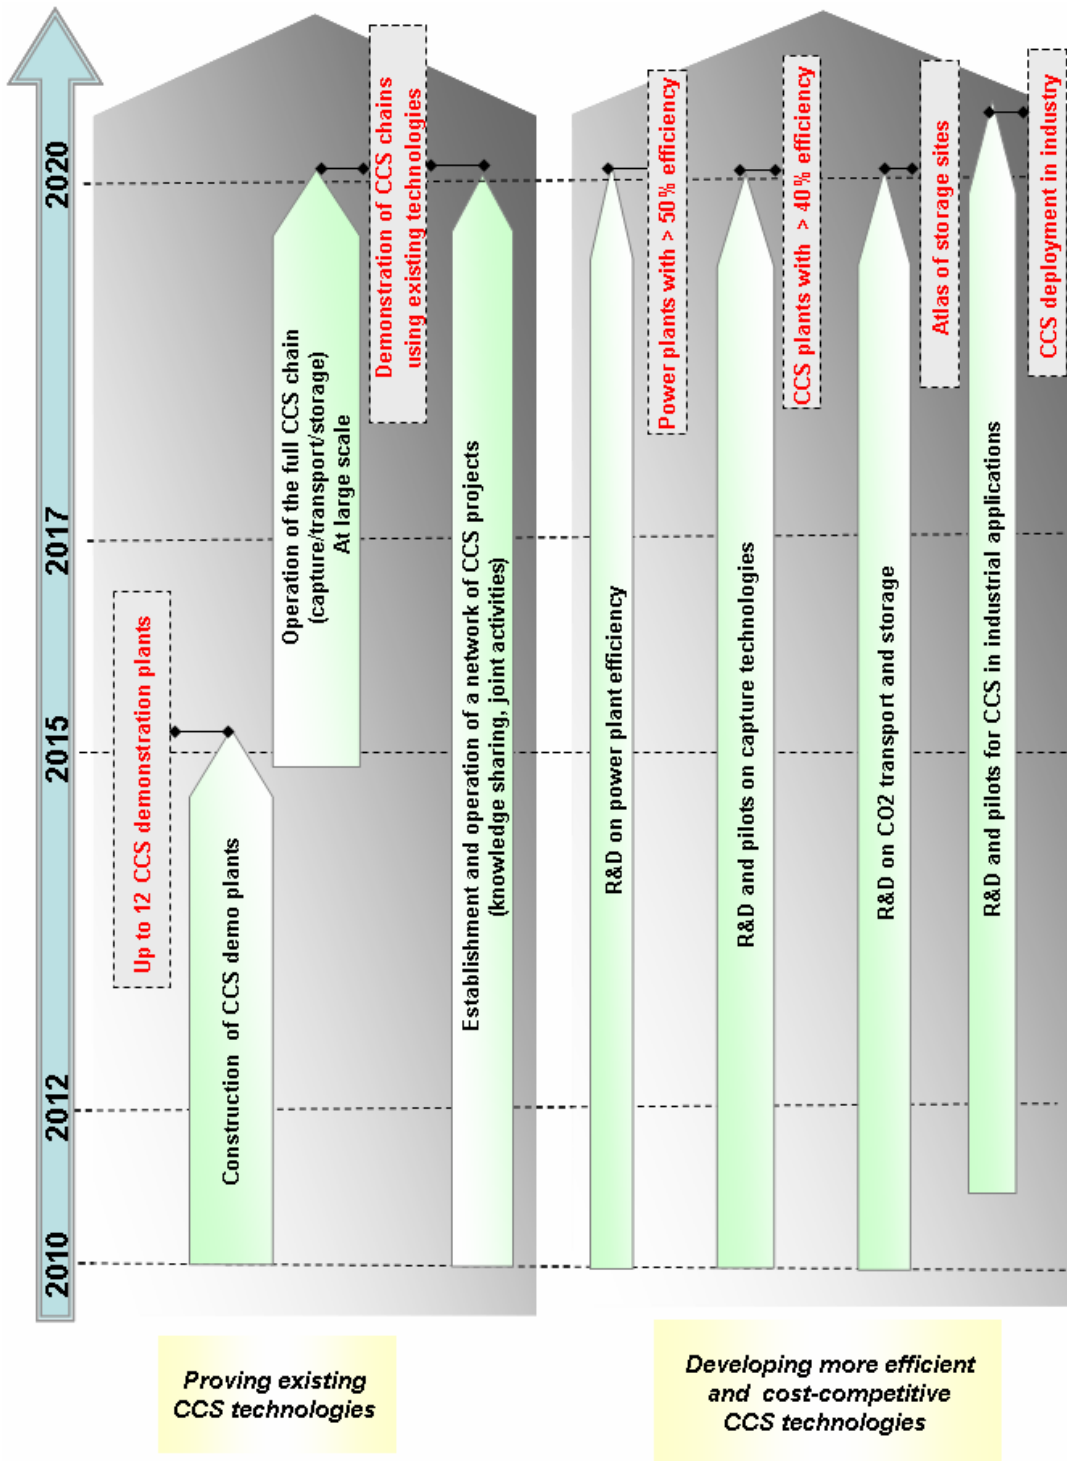 2020
2017
2015
2012
2010
Up to 12 CCS demonstration plants
Construction of CCS demo plants
Operation of the full CCS chain
(capture/transport/storage)
At large scale
Demonstration of CCS chains
using existing technologies
Establishment and operation of a network of CCS projects
(knowledge sharing, joint activities)
R&D on power plant efficiency
Power plants with > 50% efficiency
R&D and pilots on capture technologies
CCS plants with > 40% efficiency
R&D on CO2 transport and storage
Atlas of storage sites
R&D and pilots for CCS in industrial applications
CCS deployment in industry
Proving existing
CCS technologies
Developing more efficient
and cost-competitive
CCS technologies